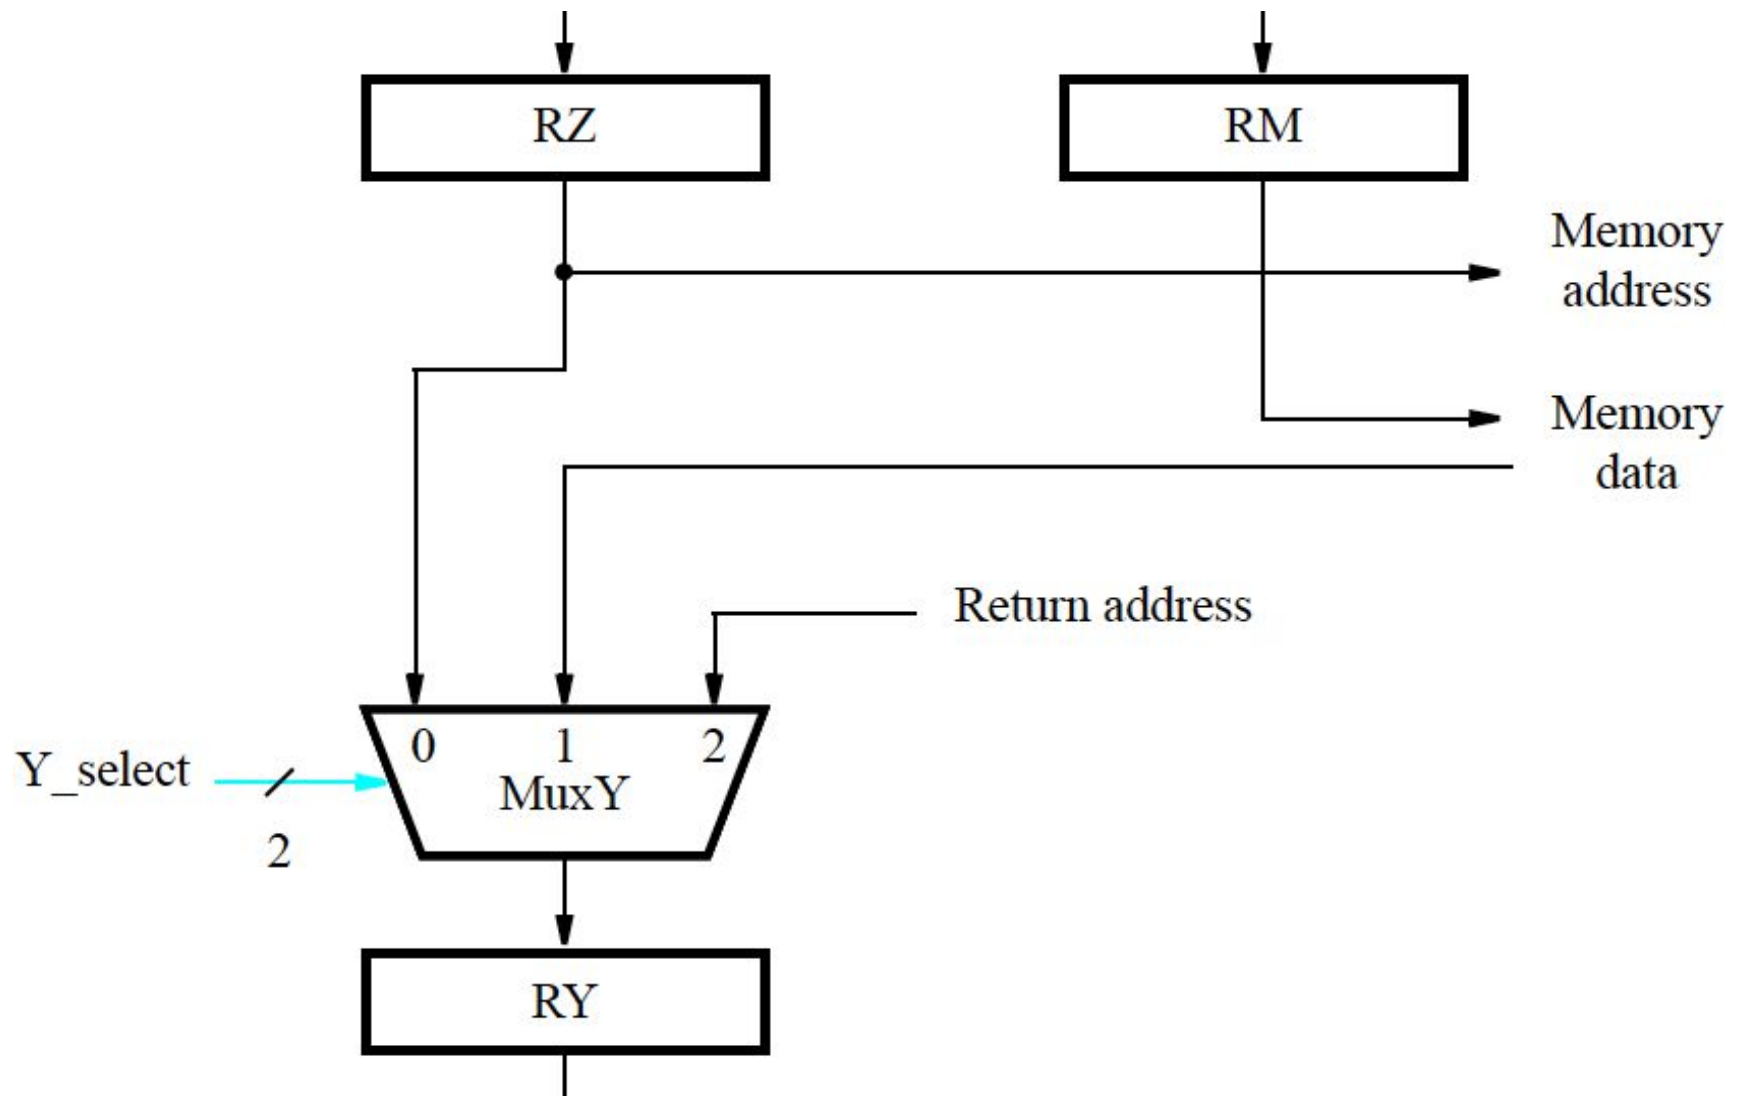 RZ
RM
Memory
address
Memory
data
Return address
0 1 2
Y_select
MuxY
2
RY